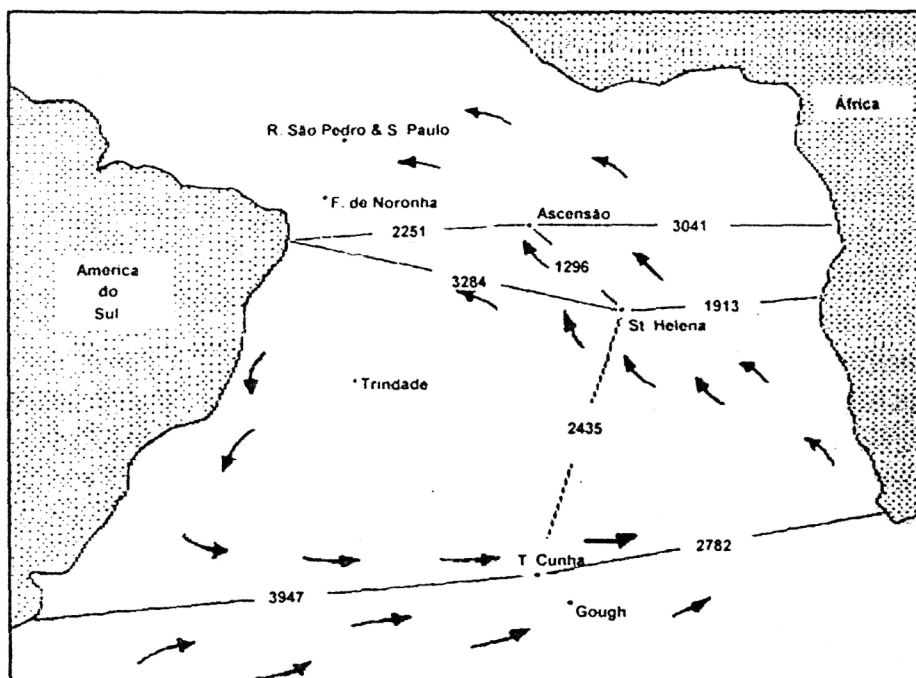 África
R. São Pedro & S. Paulo
F. de Noronha
Ascensão
2251
3041
America
do
Sul
1296
3284
1913
St Helena
Trindade
2435
2782
T Cunha
3947
Gough